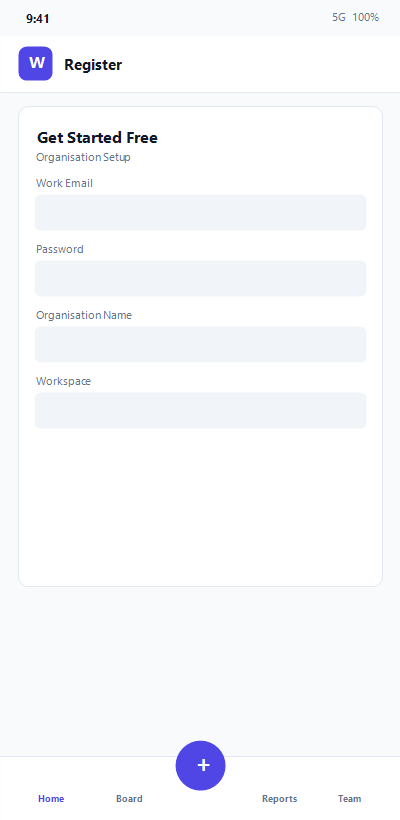 9:41
5G 100%
W
Register
Get Started Free
Organisation Setup
Work Email
Password
Organisation Name
Workspace
+
Home
Board
Reports
Team